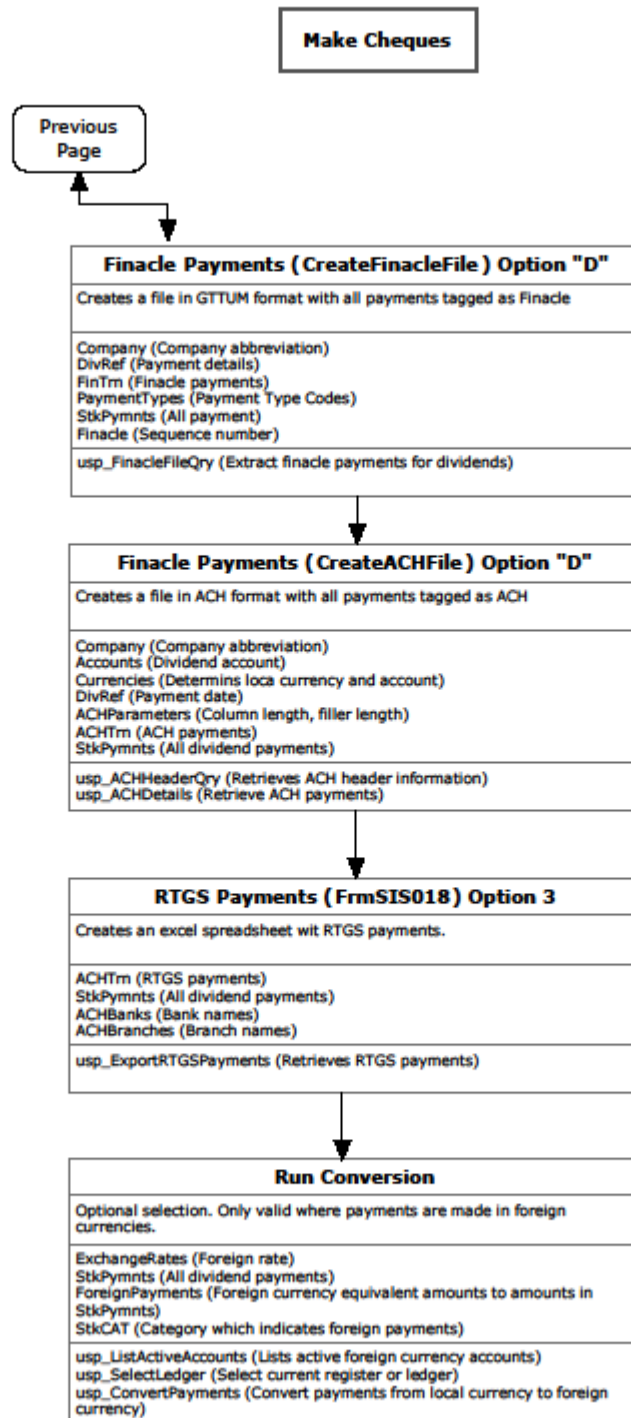 Make Cheques
Previous
Page
Finacle Payments (CreateFinacleFile) Option "D"
Creates a file in GTTUM format with all payments tagged as Finacle
Company (Company abbreviation)
DivRef (Payment details)
FinTrn (Finacle payments)
PaymentTypes (Payment Type Codes)
StkPymnts (All payment)
Finacle (Sequence number)
usp_FinacleFileQry (Extract finacle payments for dividends)
Finacle Payments (CreateACHFile) Option "D"
Creates a file in ACH format with all payments tagged as ACH
Company (Company abbreviation)
Accounts (Dividend account)
Currencies (Determins loca currency and account)
DivRef (Payment date)
ACHParameters (Column length, filler length)
ACHTrn (ACH payments)
StkPymnts (All dividend payments)
usp_ACHHeaderQry (Retrieves ACH header information)
usp_ACHDetails (Retrieve ACH payments)
RTGS Payments (FrmSIS018) Option 3
Creates an excel spreadsheet wit RTGS payments.
ACHTrn (RTGS payments)
StkPymnts (All dividend payments)
ACHBanks (Bank names)
ACHBranches (Branch names)
usp_ExportRTGSPayments (Retrieves RTGS payments)
Run Conversion
Optional selection. Only valid where payments are made in foreign
currencies.
ExchangeRates (Foreign rate)
StkPymnts (All dividend payments)
ForeignPayments (Foreign currency equivalent amounts to amounts in
StkPymnts)
StkCAT (Category which indicates foreign payments)
usp_ListActiveAccounts (Lists active foreign currency accounts)
usp_SelectLedger (Select current register or ledger)
usp_ConvertPayments (Convert payments from local currency to foreign
currency)